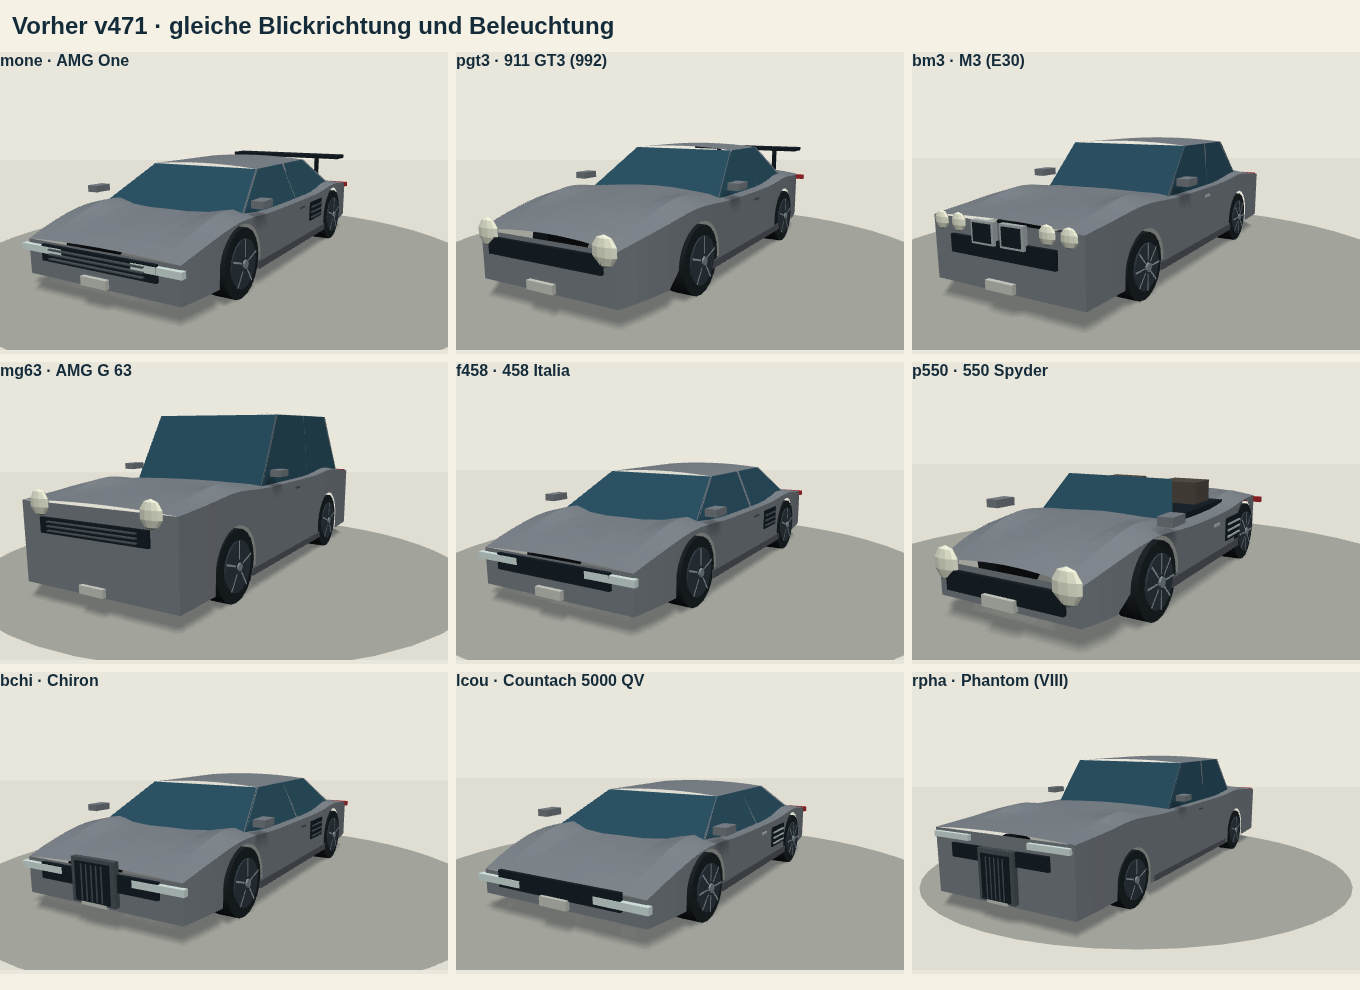 Vorher v471 · gleiche Blickrichtung und Beleuchtung
mone · AMG One
pgt3 · 911 GT3 (992)
bm3 · M3 (E30)
mg63 · AMG G 63
f458 · 458 Italia
p550 · 550 Spyder
bchi · Chiron
lcou · Countach 5000 QV
rpha · Phantom (VIII)